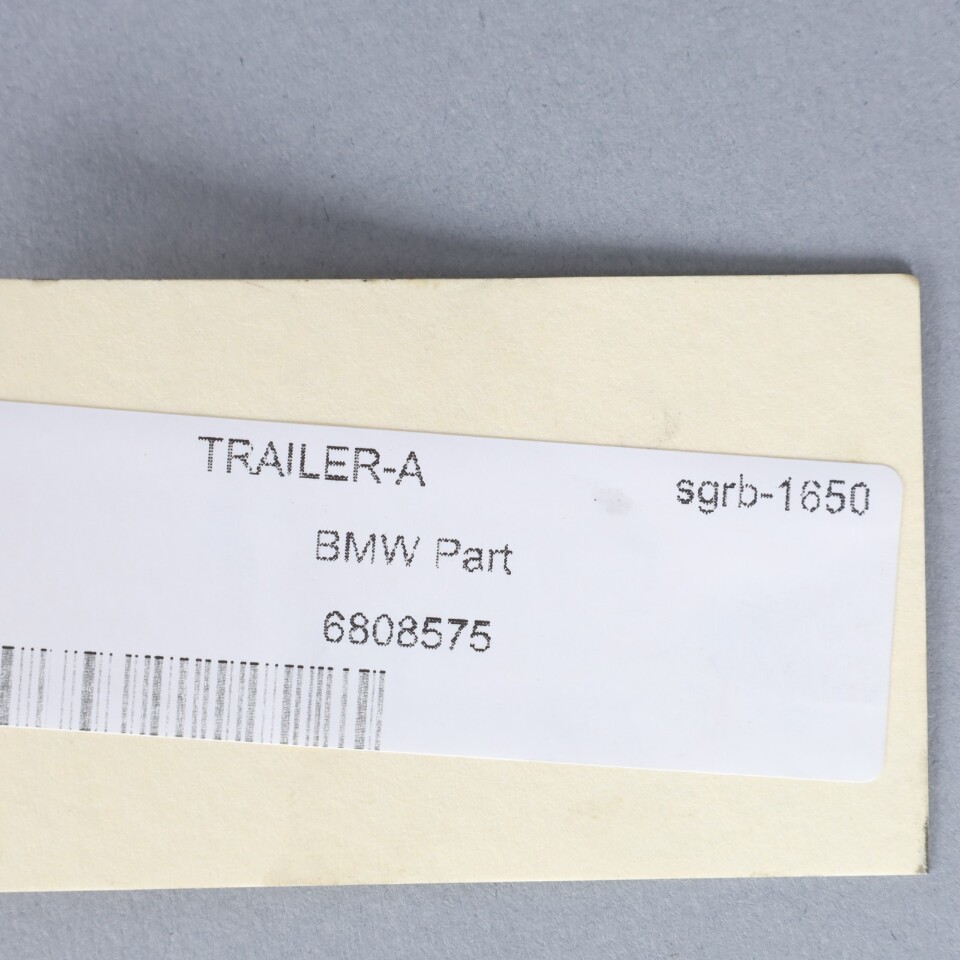 TRAILER-A
sgrb-1650
BMW Part
6808575